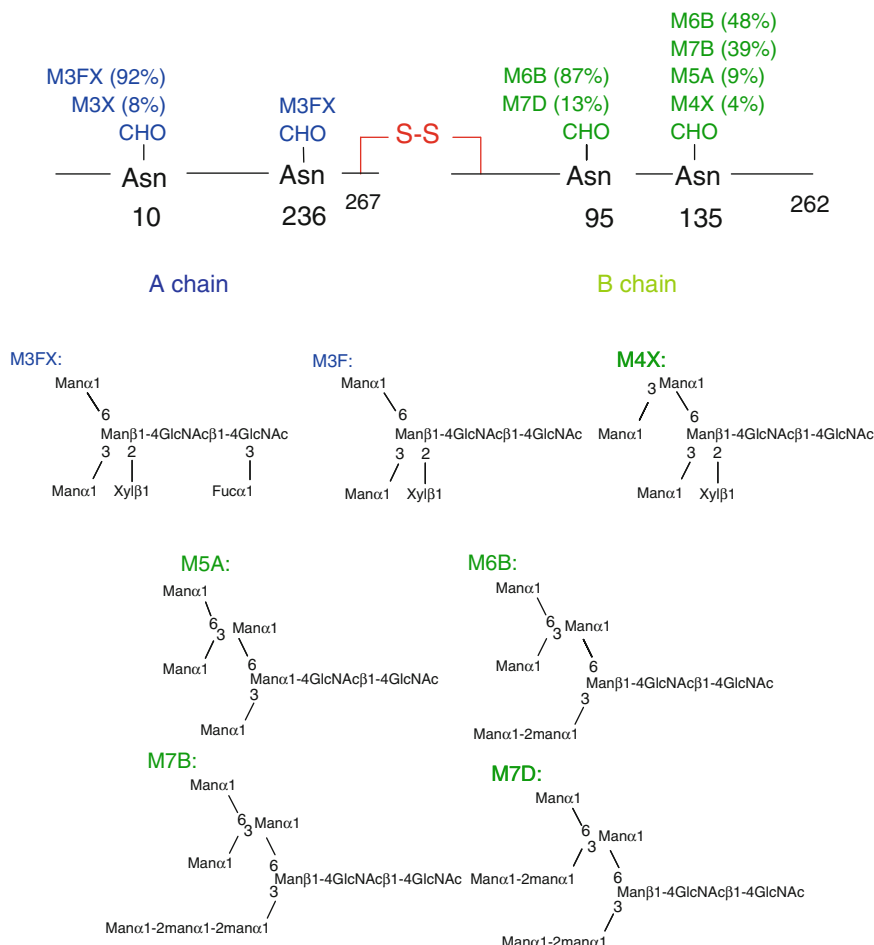 M3FX (92%)
M3X (8%)
CHO
Asn
10
M3FX
CHO
Asn
236
267
S-S
M6B (87%)
M7D (13%)
CHO
Asn
95
M6B (48%)
M7B (39%)
M5A (9%)
M4X (4%)
CHO
Asn
135
262
A chain
B chain
M3FX:
Manα1
6
Manβ1-4GlcNAcβ1-4GlcNAc
3 2 3
Manα1 Xylβ1 Fucα1
M3F:
Manα1
6
Manβ1-4GlcNAcβ1-4GlcNAc
3 2
Manα1 Xylβ1
M4X:
3 Manα1
6
Manα1 Manβ1-4GlcNAcβ1-4GlcNAc
3 2
Manα1 Xylβ1
M5A:
Manα1
6
3 Manα1
Manα1 6
Manα1-4GlcNAcβ1-4GlcNAc
3
Manα1
M6B:
Manα1
6
3 Manα1
Manα1 6
Manβ1-4GlcNAcβ1-4GlcNAc
3
Manα1-2manα1
M7B:
Manα1
6
3 Manα1
Manα1 6
Manβ1-4GlcNAcβ1-4GlcNAc
3
Manα1-2manα1-2manα1
M7D:
Manα1
6
3 Manα1
Manα1-2manα1 6
Manβ1-4GlcNAcβ1-4GlcNAc
3
Manα1-2manα1